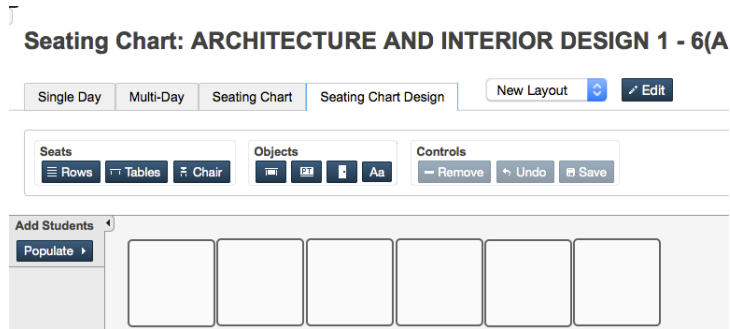 Seating Chart: ARCHITECTURE AND INTERIOR DESIGN 1 - 6(A
Single Day Multi-Day Seating Chart Seating Chart Design New Layout Edit
Seats Objects Controls
Rows Tables Chair PT Aa Remove Undo Save
Add Students
Populate